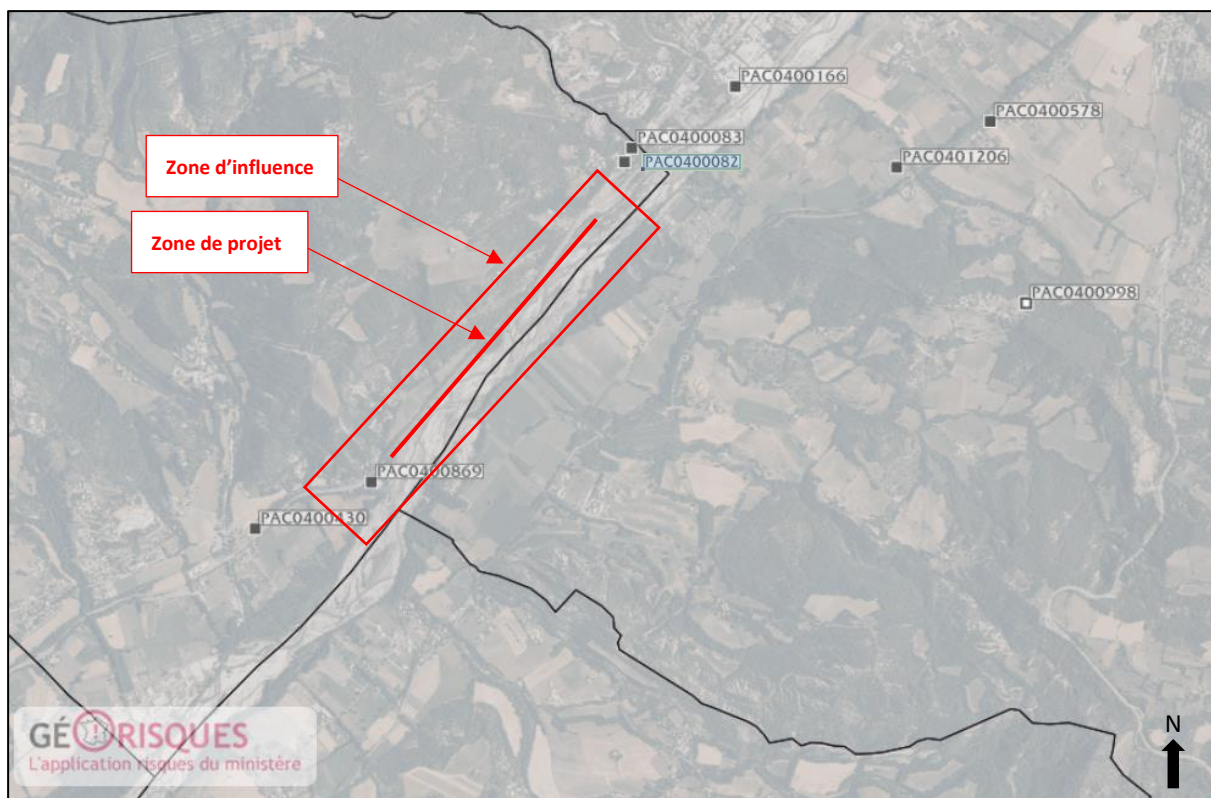 PAC0400166
PAC0400578
PAC0400083
PAC0400082
PAC0401206
Zone d'influence
Zone de projet
PAC0400998
PAC0400869
PAC0400430
N
GÉORISQUES
L'application risques du ministère